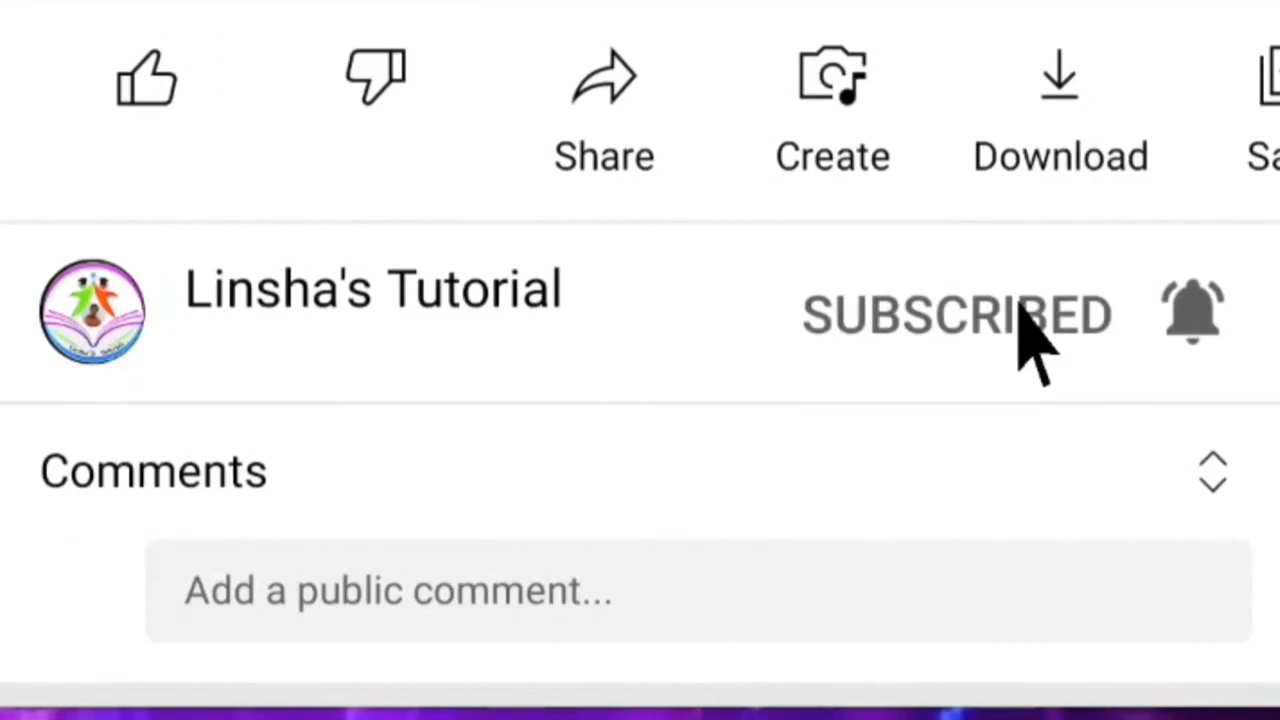 Share Create Download
Linsha's Tutorial
SUBSCRIBED
Comments
Add a public comment...